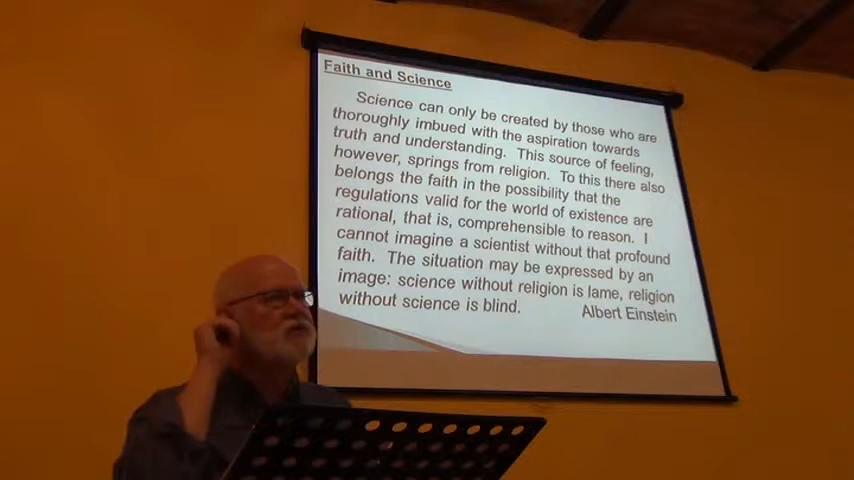 Faith and Science
Science can only be created by those who are
thoroughly imbued with the aspiration towards
truth and understanding. This source of feeling,
however, springs from religion. To this there also
belongs the faith in the possibility that the
regulations valid for the world of existence are
rational, that is, comprehensible to reason. I
cannot imagine a scientist without that profound
faith. The situation may be expressed by an
image: science without religion is lame, religion
without science is blind. Albert Einstein